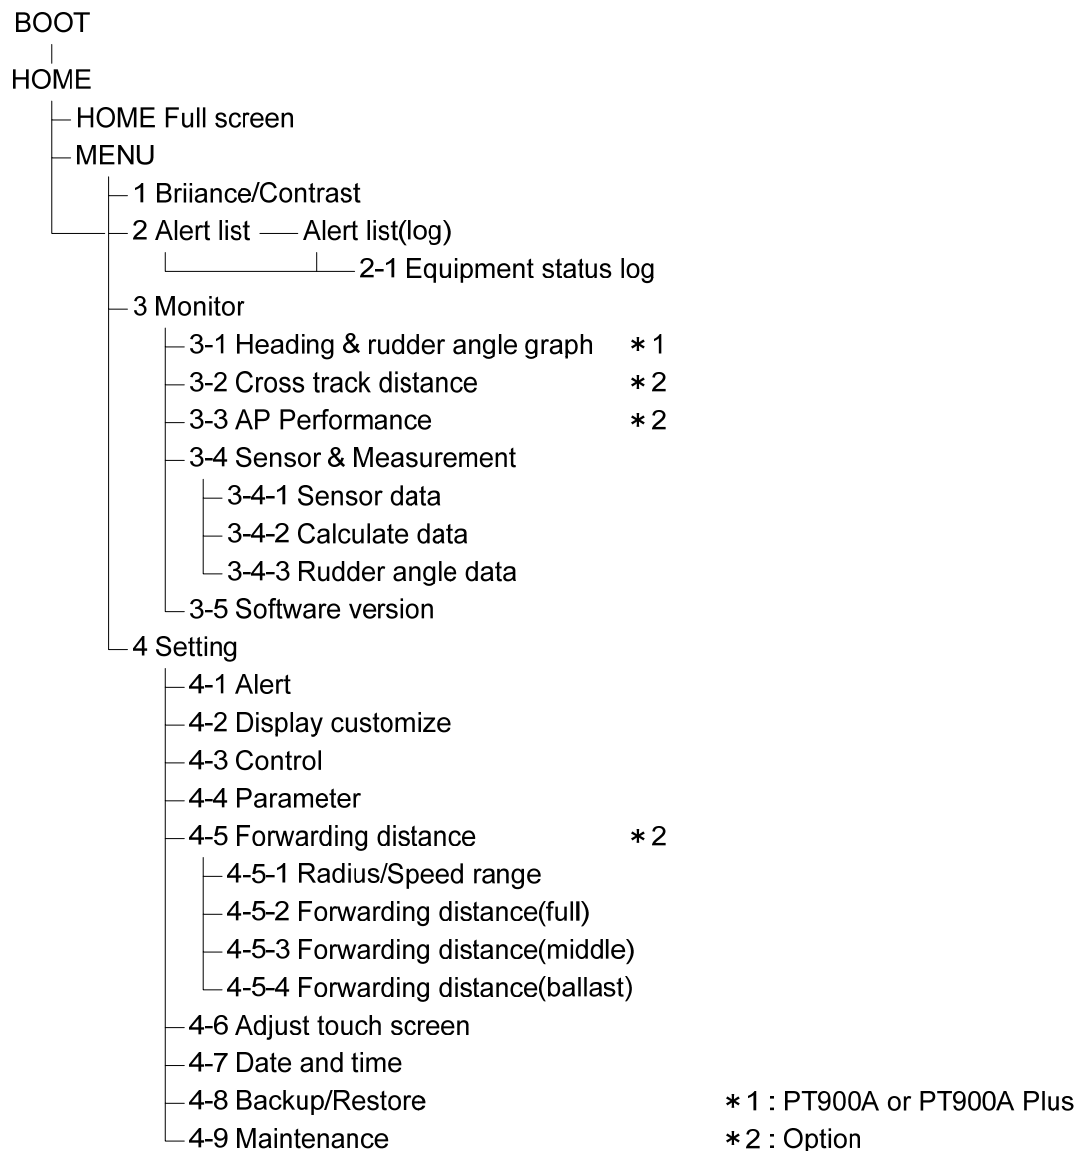 BOOT
HOME
HOME Full screen
MENU
1 Briiance/Contrast
2 Alert list Alert list(log)
2-1 Equipment status log
3 Monitor
3-1 Heading & rudder angle graph *1
3-2 Cross track distance *2
3-3 AP Performance *2
3-4 Sensor & Measurement
3-4-1 Sensor data
3-4-2 Calculate data
3-4-3 Rudder angle data
3-5 Software version
4 Setting
4-1 Alert
4-2 Display customize
4-3 Control
4-4 Parameter
4-5 Forwarding distance *2
4-5-1 Radius/Speed range
4-5-2 Forwarding distance(full)
4-5-3 Forwarding distance(middle)
4-5-4 Forwarding distance(ballast)
4-6 Adjust touch screen
4-7 Date and time
4-8 Backup/Restore *1 : PT900A or PT900A Plus
4-9 Maintenance *2 : Option